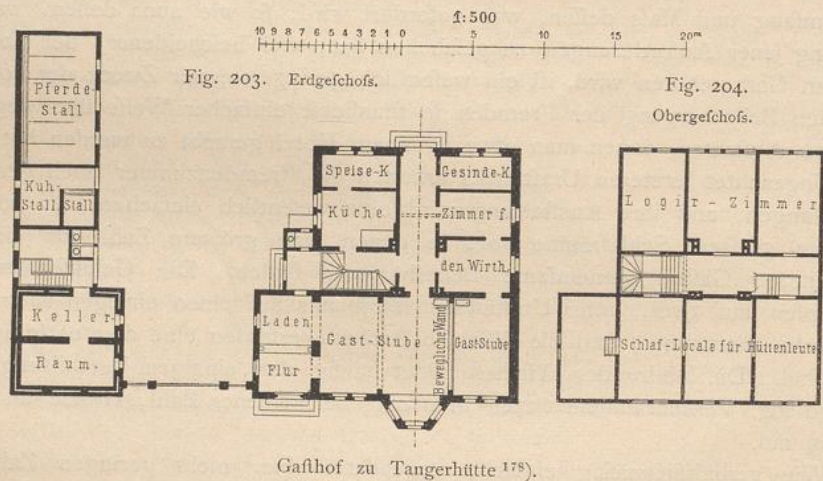 1:500
10 9 8 7 6 5 4 3 2 1 0 5 10 15 20m
Fig. 203. Erdgeſchoſs.
Fig. 204.
Obergeſchoſs.
Pferde-
Stall
Kuh-
Stall
Stall
Keller-
Raum-
Speise-K
Küche
Gesinde-K.
Zimmer f.
den Wirth.
Laden
Flur
Gast-Stube
Bewegliche Wand
Gast Stube
Logir-Zimmer
Schlaf-Locale für Hüttenleute
Gaſthof zu Tangerhütte 178).